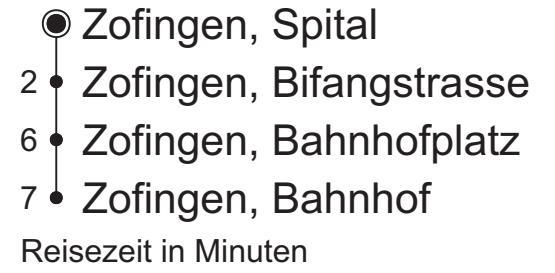 Zofingen, Spital
2 Zofingen, Bifangstrasse
6 Zofingen, Bahnhofplatz
7 Zofingen, Bahnhof
Reisezeit in Minuten